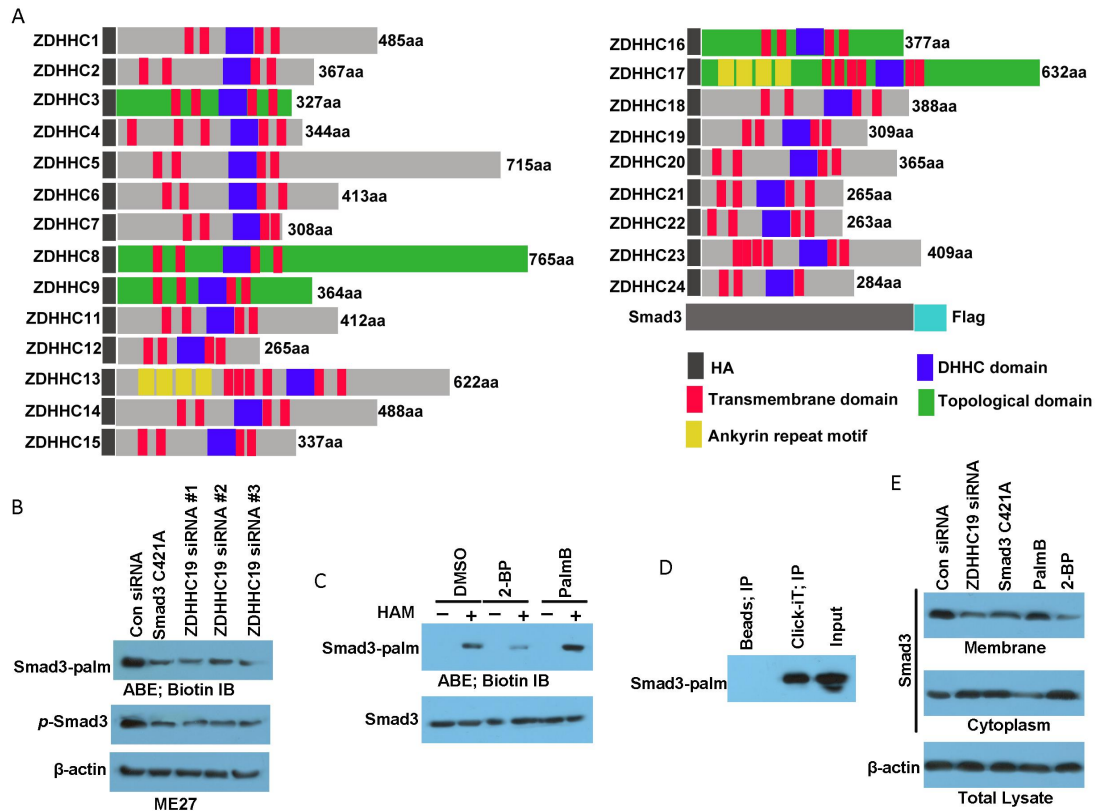 A
ZDHHC1 485aa
ZDHHC2 367aa
ZDHHC3 327aa
ZDHHC4 344aa
ZDHHC5 715aa
ZDHHC6 413aa
ZDHHC7 308aa
ZDHHC8 765aa
ZDHHC9 364aa
ZDHHC11 412aa
ZDHHC12 265aa
ZDHHC13 622aa
ZDHHC14 488aa
ZDHHC15 337aa
ZDHHC16 377aa
ZDHHC17 632aa
ZDHHC18 388aa
ZDHHC19 309aa
ZDHHC20 365aa
ZDHHC21 265aa
ZDHHC22 263aa
ZDHHC23 409aa
ZDHHC24 284aa
Smad3 Flag
HA DHHC domain
Transmembrane domain Topological domain
Ankyrin repeat motif
B
Con siRNA
Smad3 C421A
ZDHHC19 siRNA #1
ZDHHC19 siRNA #2
ZDHHC19 siRNA #3
Smad3-palm
ABE; Biotin IB
p-Smad3
β-actin
ME27
C
DMSO 2-BP PalmB
HAM − + − + − +
Smad3-palm
ABE; Biotin IB
Smad3
D
Beads; IP
Click-iT; IP
Input
Smad3-palm
E
Con siRNA
ZDHHC19 siRNA
Smad3 C421A
PalmB
2-BP
Smad3
Membrane
Cytoplasm
β-actin
Total Lysate